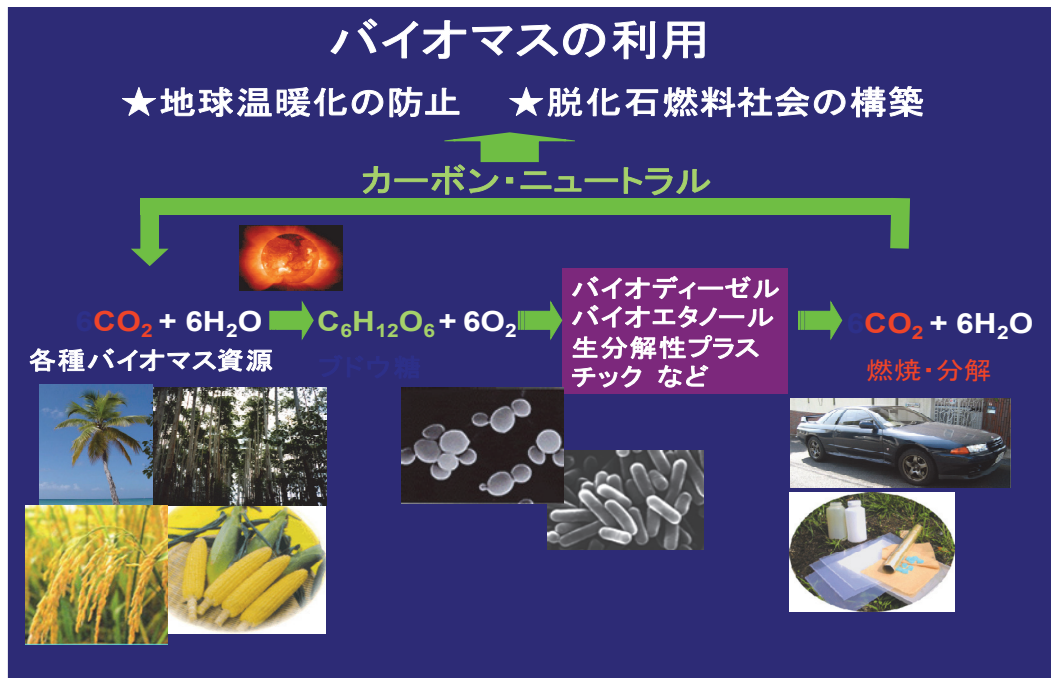 バイオマスの利用
★地球温暖化の防止 ★脱化石燃料社会の構築
カーボン・ニュートラル
6CO₂ + 6H₂O
C₆H₁₂O₆ + 6O₂
バイオディーゼル
バイオエタノール
生分解性プラス
チック など
6CO₂ + 6H₂O
各種バイオマス資源
ブドウ糖
燃焼・分解